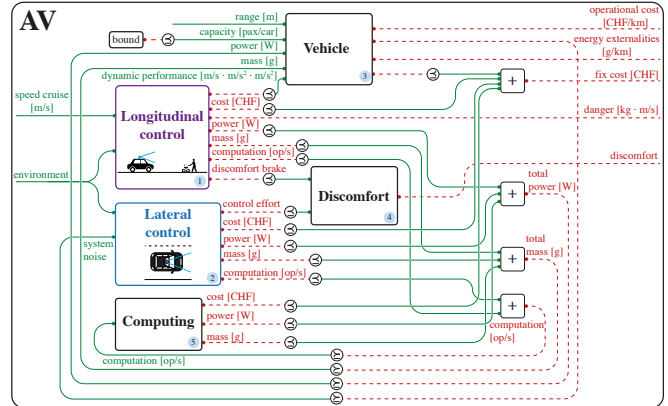 AV
range [m]
operational cost
[CHF/km]
bound
capacity [pax/car]
power [W]
mass [g]
dynamic performance [m/s · m/s² · m/s²]
Vehicle
3
energy externalities
[g/km]
fix cost [CHF]
+
speed cruise
[m/s]
Longitudinal
control
1
cost [CHF]
power [W]
mass [g]
computation [op/s]
discomfort brake
danger [kg · m/s]
discomfort
environment
Discomfort
4
total
power [W]
+
Lateral
control
2
control effort
cost [CHF]
power [W]
mass [g]
computation [op/s]
system
noise
total
mass [g]
+
Computing
5
cost [CHF]
power [W]
mass [g]
+
computation
[op/s]
computation [op/s]